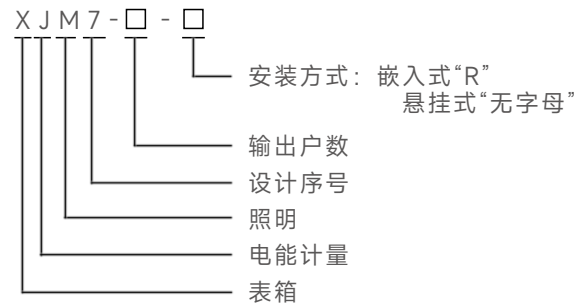 XJM7-□-□
安装方式：嵌入式“R”
悬挂式“无字母”
输出户数
设计序号
照明
电能计量
表箱